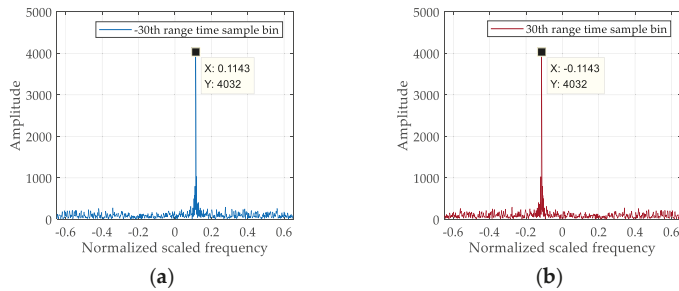 -30th range time sample bin
5000
4000
3000
2000
1000
0
Amplitude
X: 0.1143
Y: 4032
-0.6 -0.4 -0.2 0 0.2 0.4 0.6
Normalized scaled frequency
(a)
30th range time sample bin
5000
4000
3000
2000
1000
0
Amplitude
X: -0.1143
Y: 4032
-0.6 -0.4 -0.2 0 0.2 0.4 0.6
Normalized scaled frequency
(b)